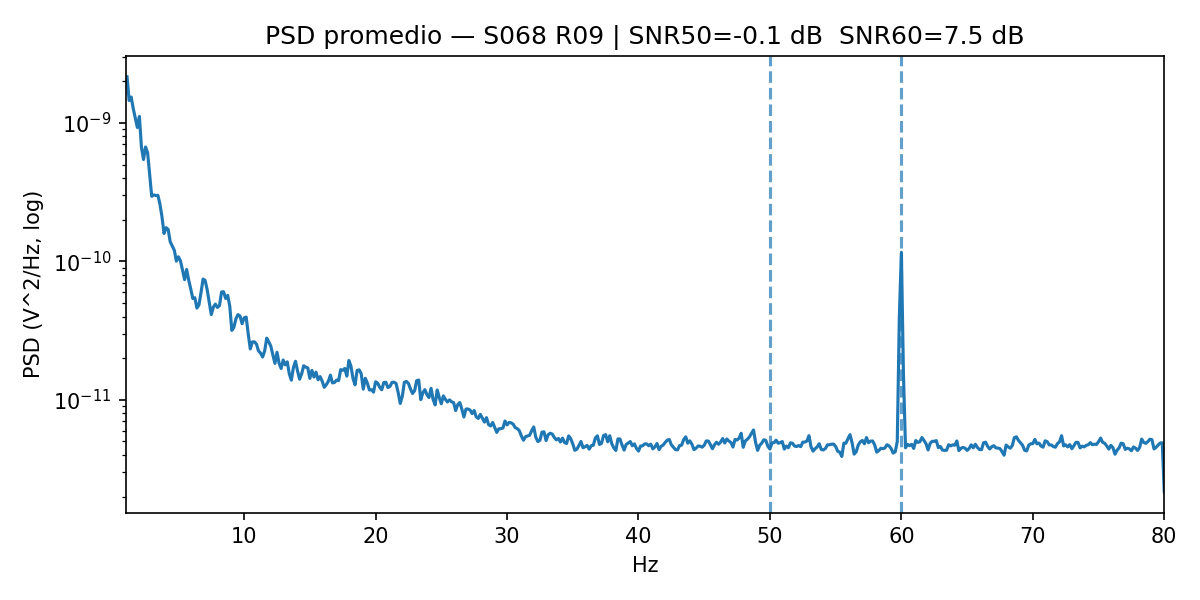 PSD promedio — S068 R09 | SNR50=-0.1 dB  SNR60=7.5 dB
PSD (V^2/Hz, log)
10⁻⁹
10⁻¹⁰
10⁻¹¹
10 20 30 40 50 60 70 80
Hz